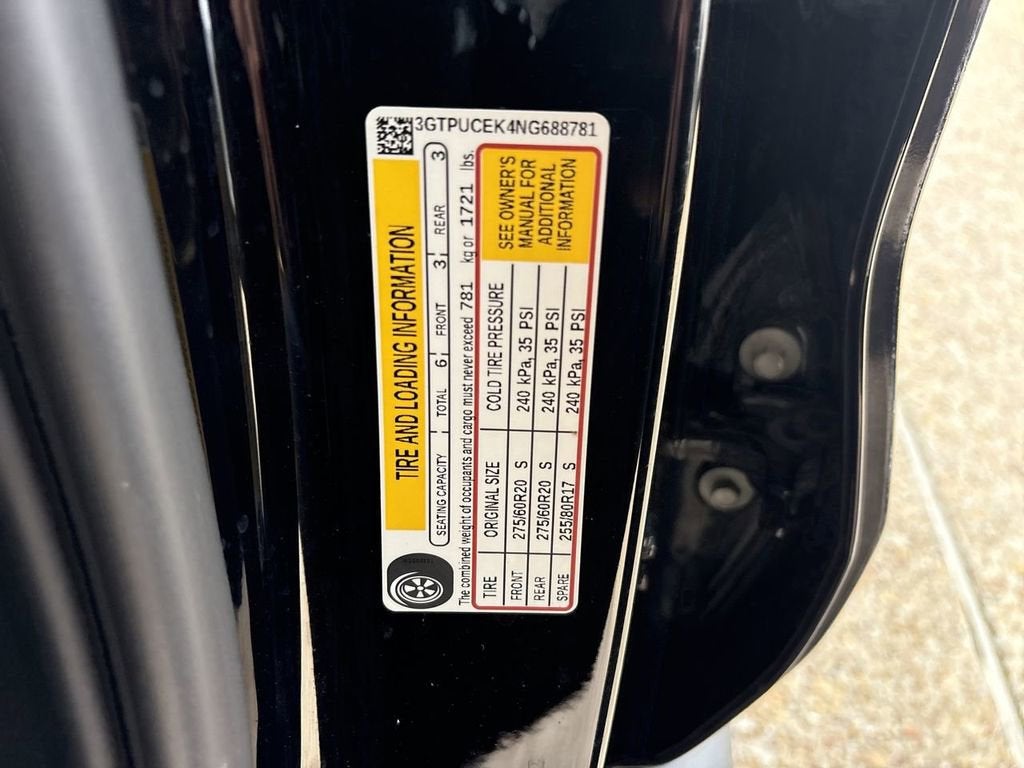 3GTPUCEK4NG688781
TIRE AND LOADING INFORMATION
SEATING CAPACITY TOTAL 6 FRONT 3 REAR 3
The combined weight of occupants and cargo must never exceed 781 kg or 1721 lbs.
TIRE ORIGINAL SIZE COLD TIRE PRESSURE
FRONT 275/60R20 S 240 kPa, 35 PSI
REAR 275/60R20 S 240 kPa, 35 PSI
SPARE 255/80R17 S 240 kPa, 35 PSI
SEE OWNER'S
MANUAL FOR
ADDITIONAL
INFORMATION